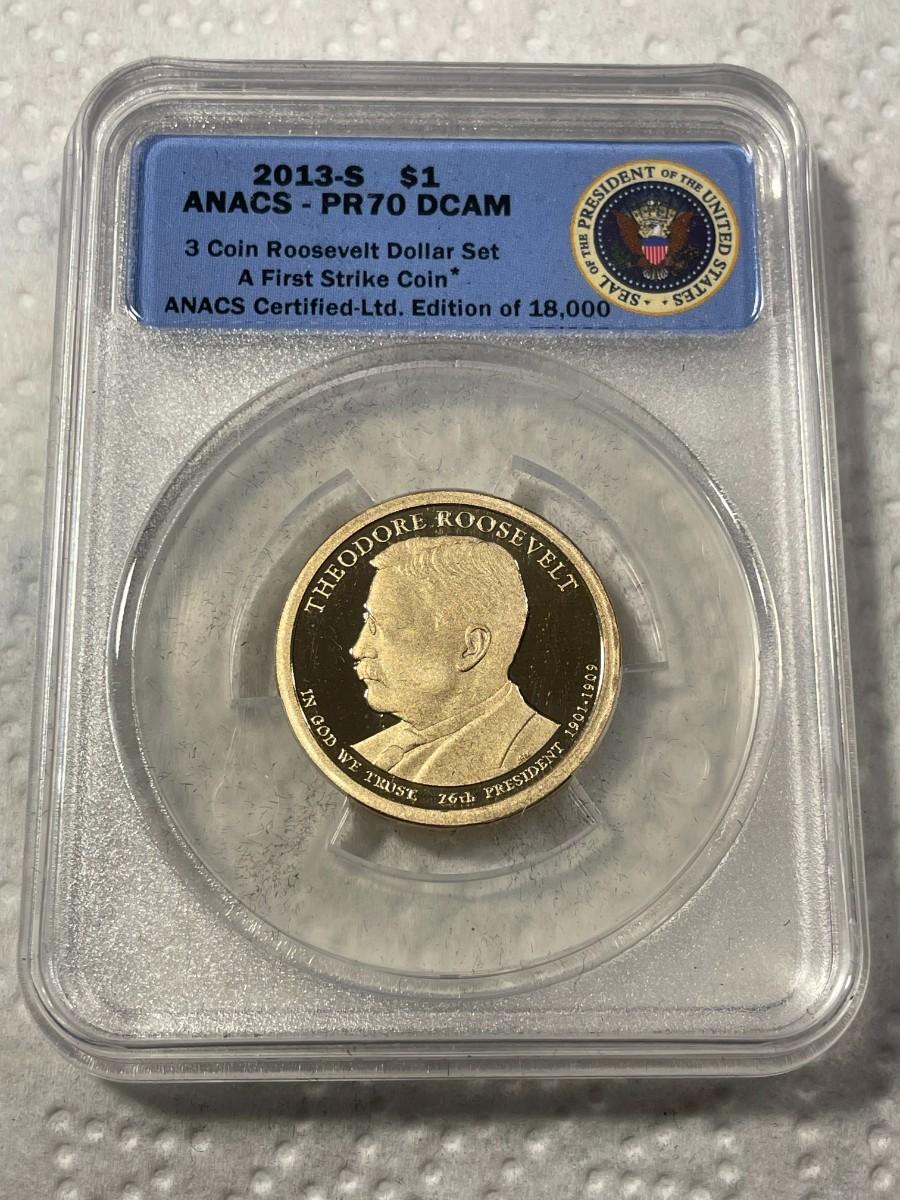 2013-S $1
ANACS - PR70 DCAM
3 Coin Roosevelt Dollar Set
A First Strike Coin*
ANACS Certified-Ltd. Edition of 18,000
SEAL OF THE PRESIDENT OF THE UNITED STATES
THEODORE ROOSEVELT
IN GOD WE TRUST 26th PRESIDENT 1901-1909